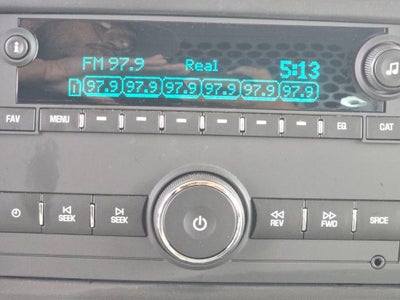 FM 97.9 Real 5:13
97.9 97.9 97.9 97.9 97.9 97.9
FAV MENU EQ CAT
SEEK SEEK REV FWD SRCE